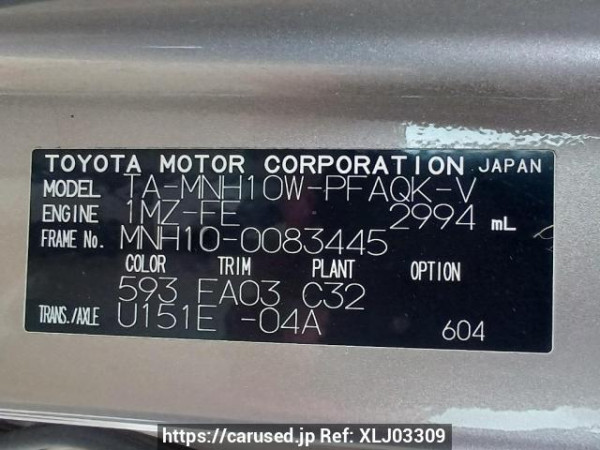 TOYOTA MOTOR CORPORATION JAPAN
MODEL TA-MNH10W-PFAQK-V
ENGINE 1MZ-FE 2994 mL
FRAME No. MNH10-0083445
COLOR TRIM PLANT OPTION
593 FA03 C32
TRANS./AXLE U151E -04A 604
https://carused.jp Ref: XLJ03309